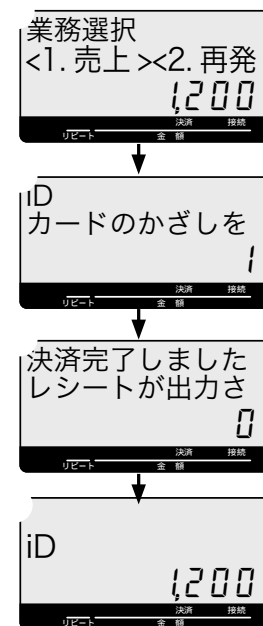 業務選択
<1. 売上 ><2. 再発
1,200
決済 接続
リピート 金 額
iD
カードのかざしを
1
決済 接続
リピート 金 額
決済完了しました
レシートが出力さ
0
決済 接続
リピート 金 額
iD
1,200
決済 接続
リピート 金 額